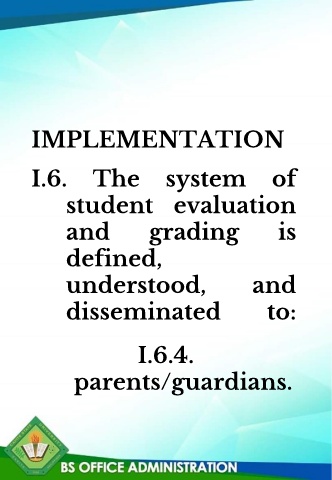 IMPLEMENTATION
I.6. The system of
student evaluation
and grading is
defined,
understood, and
disseminated to:
I.6.4.
parents/guardians.
BS OFFICE ADMINISTRATION